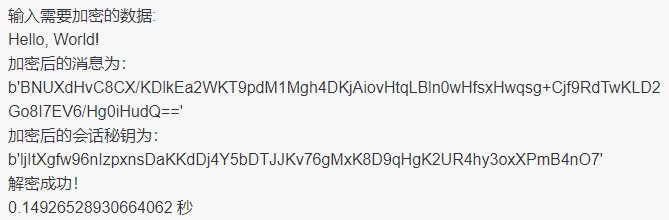 输入需要加密的数据:
Hello, World!
加密后的消息为：
b'BNUXdHvC8CX/KDlkEa2WKT9pdM1Mgh4DKjAiovHtqLBln0wHfsxHwqsg+Cjf9RdTwKLD2
Go8I7EV6/Hg0iHudQ=='
加密后的会话秘钥为：
b'ljItXgfw96nIzpxnsDaKKdDj4Y5bDTJJKv76gMxK8D9qHgK2UR4hy3oxXPmB4nO7'
解密成功！
0.14926528930664062 秒